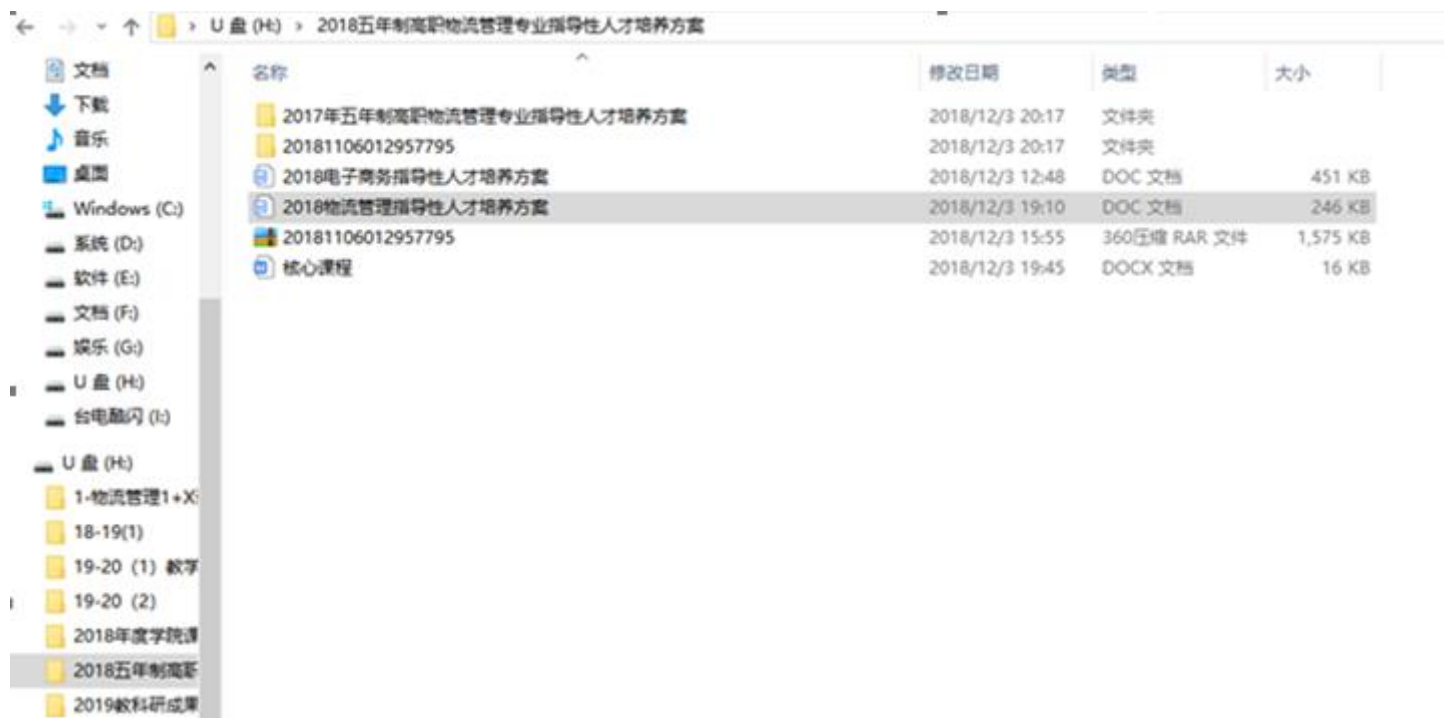 U 盘 (H:) › 2018五年制高职物流管理专业指导性人才培养方案
名称 修改日期 类型 大小
2017年五年制高职物流管理专业指导性人才培养方案 2018/12/3 20:17 文件夹
20181106012957795 2018/12/3 20:17 文件夹
2018电子商务指导性人才培养方案 2018/12/3 12:48 DOC 文档 451 KB
2018物流管理指导性人才培养方案 2018/12/3 19:10 DOC 文档 246 KB
20181106012957795 2018/12/3 15:55 360压缩 RAR 文件 1,575 KB
核心课程 2018/12/3 19:45 DOCX 文档 16 KB
文档
下载
音乐
桌面
Windows (C:)
系统 (D:)
软件 (E:)
文档 (F:)
娱乐 (G:)
U 盘 (H:)
台电酷闪 (I:)
U 盘 (H:)
1-物流管理1+X
18-19(1)
19-20（1）教学
19-20（2）
2018年度学院课
2018五年制高职
2019教科研成果